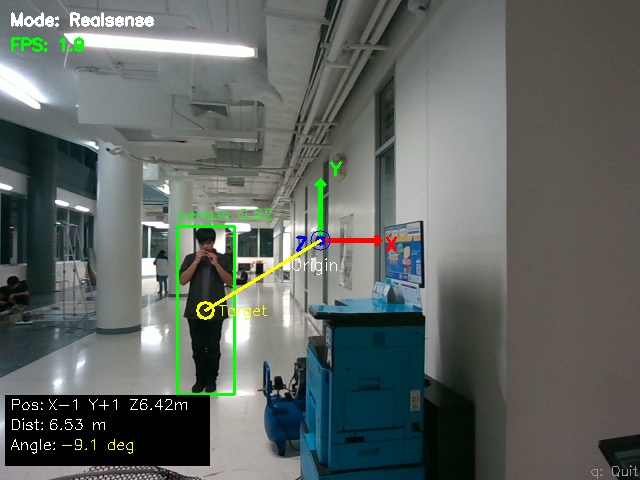 Mode: Realsense
FPS: 1.9
person 0.92
Y
Z
X
Origin
Target
Pos: X-1 Y+1 Z6.42m
Dist: 6.53 m
Angle: -9.1 deg
q: Quit